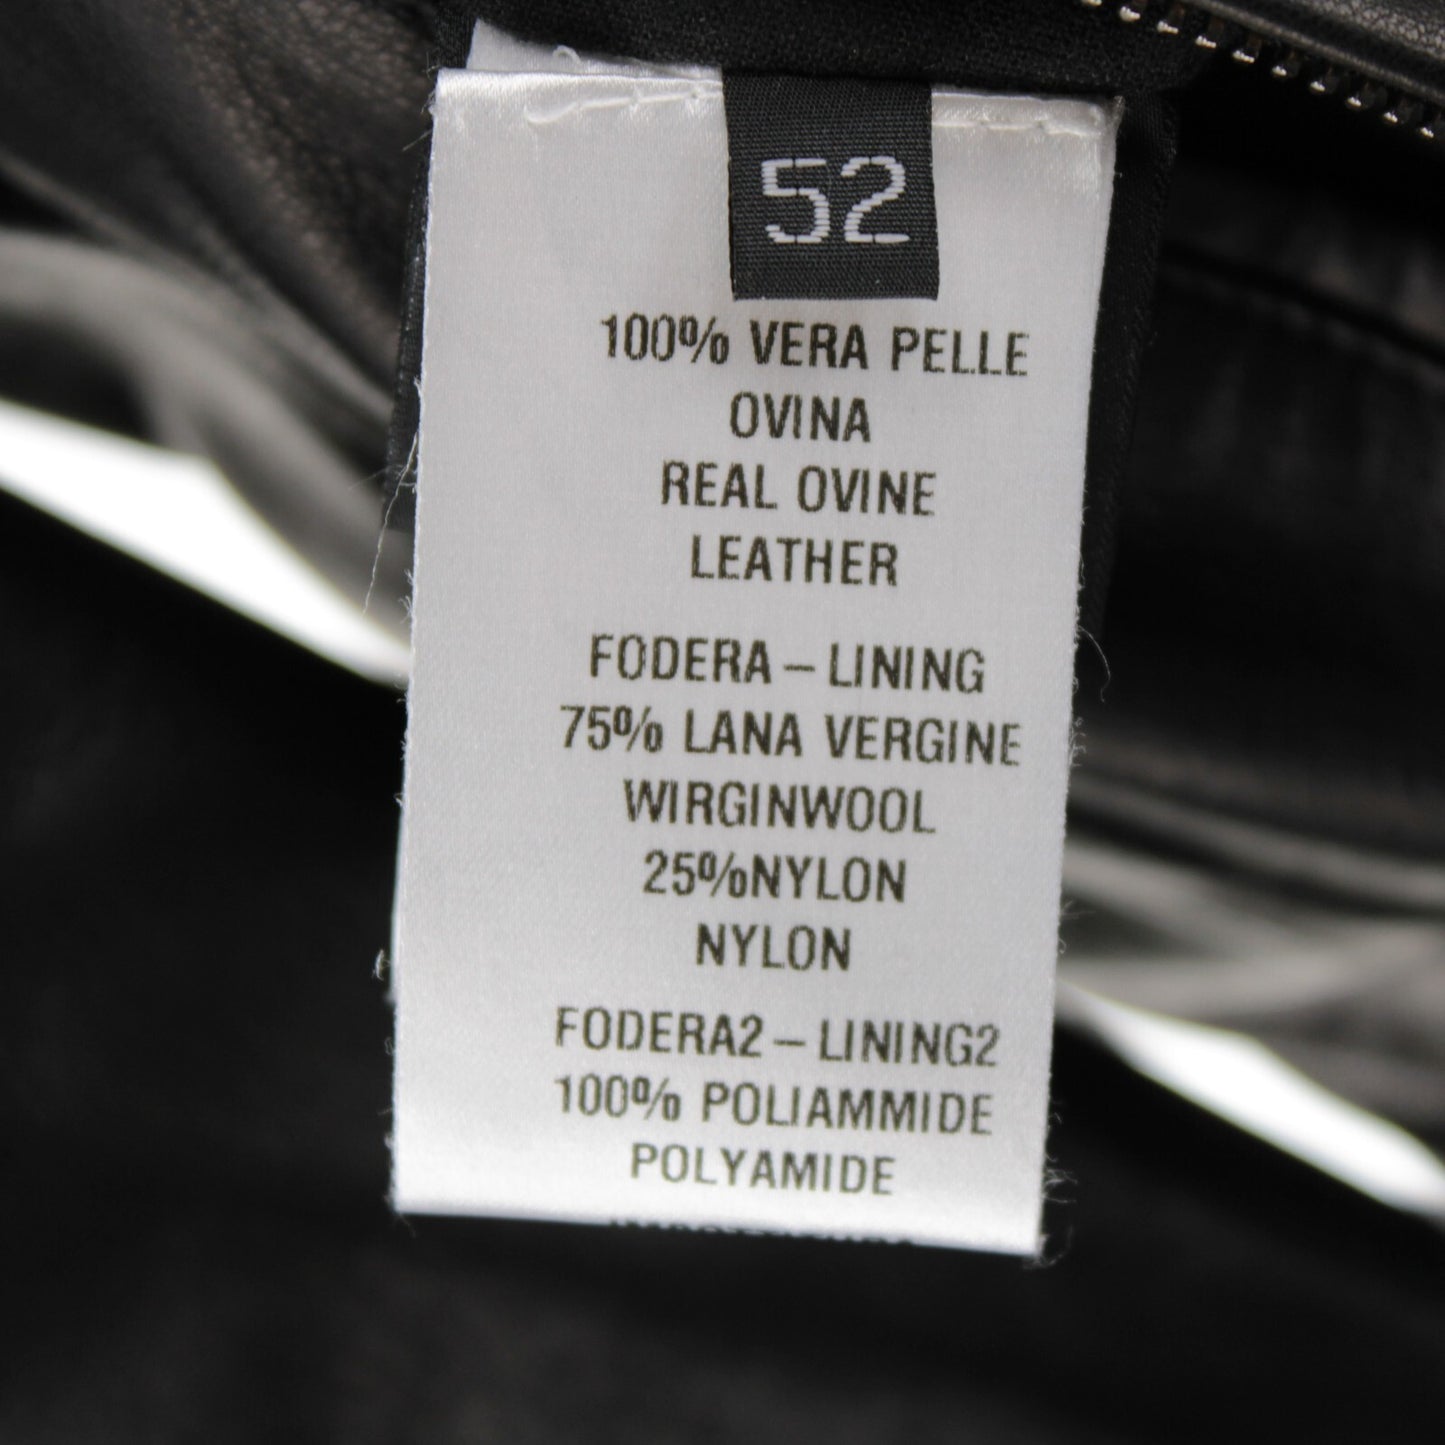 52
100% VERA PELLE
OVINA
REAL OVINE
LEATHER
FODERA – LINING
75% LANA VERGINE
WIRGINWOOL
25%NYLON
NYLON
FODERA2 – LINING2
100% POLIAMMIDE
POLYAMIDE